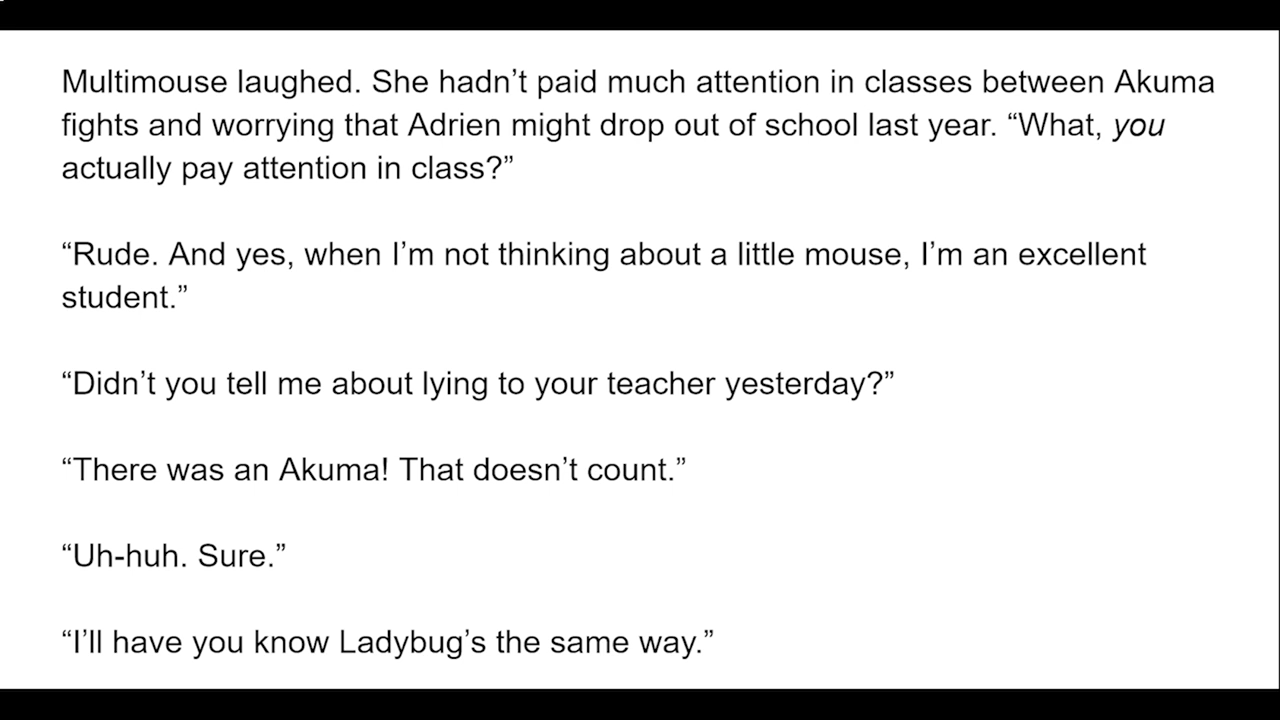 Multimouse laughed. She hadn’t paid much attention in classes between Akuma
fights and worrying that Adrien might drop out of school last year. “What, you
actually pay attention in class?”
“Rude. And yes, when I’m not thinking about a little mouse, I’m an excellent
student.”
“Didn’t you tell me about lying to your teacher yesterday?”
“There was an Akuma! That doesn’t count.”
“Uh-huh. Sure.”
“I’ll have you know Ladybug’s the same way.”